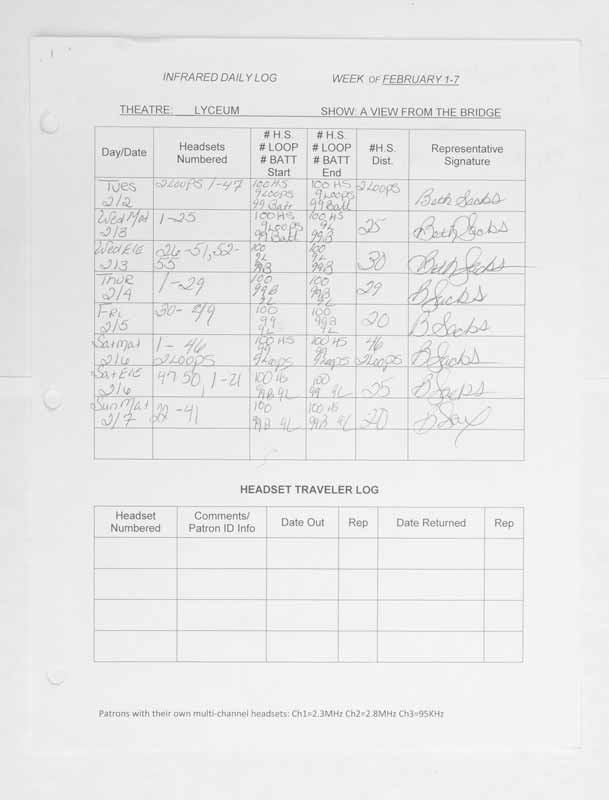 INFRARED DAILY LOG WEEK OF FEBRUARY 1-7
THEATRE: LYCEUM SHOW: A VIEW FROM THE BRIDGE
Day/Date Headsets Numbered # H.S. # LOOP # BATT Start # H.S. # LOOP # BATT End #H.S. Dist. Representative Signature
Tues 2/2 2 LOOPS 1-47 100 HS 9 Loops 99 Batt 100 HS 9 Loops 99 Batt 2 Loops Beth Sacks
Wed Mat 2/3 1-25 100 HS 9 Loops 99 Batt 100 HS 9L 99B 25 Beth Sacks
Wed EVE 2/3 26-51, 52-55 100 9L 99B 100 9L 99B 30 Beth Sacks
Thur 2/4 1-29 100 99B 9L 100 99B 9L 29 B Sacks
Fri 2/5 30-49 100 99 9L 100 99B 9L 20 B Sacks
Sat Mat 2/6 1-46 2 Loops 100 HS 99 9 Loops 100 HS 99 9 Loops 46 2 Loops B Sacks
Sat EVE 2/6 47-50, 1-21 100 HS 99B 9L 100 99 9L 25 B Sacks
Sun Mat 2/7 22-41 100 99B 9L 100 HS 99B 9L 20
HEADSET TRAVELER LOG
Headset Numbered Comments/ Patron ID Info Date Out Rep Date Returned Rep
Patrons with their own multi-channel headsets: Ch1=2.3MHz Ch2=2.8MHz Ch3=95KHz